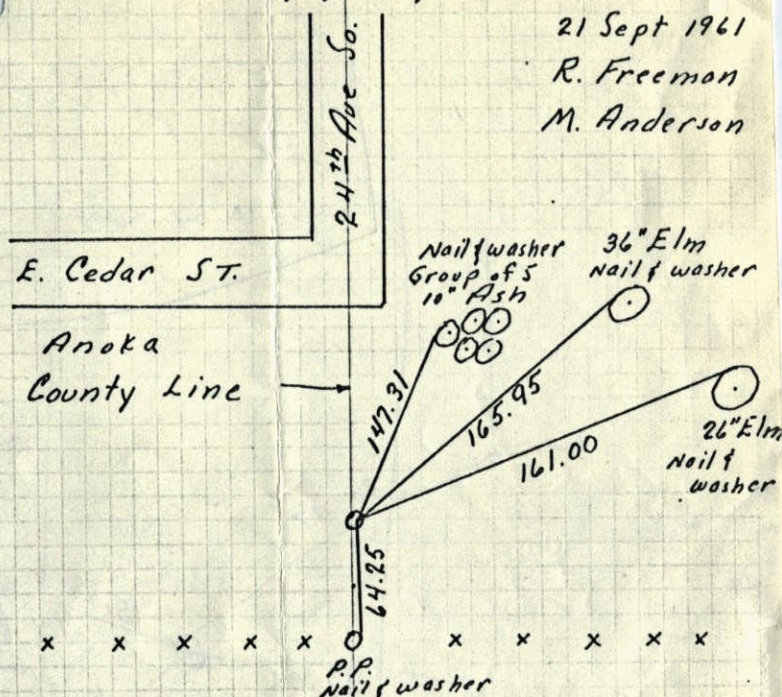 21 Sept 1961
R. Freeman
M. Anderson
24th Ave So.
E. Cedar ST.
Anoka
County Line
Nail & washer
Group of 5
10" Ash
36" Elm
Nail & washer
147.31
165.95
161.00
26" Elm
Nail &
washer
64.25
x x x x x x x x x x
P.P.
Nail & washer